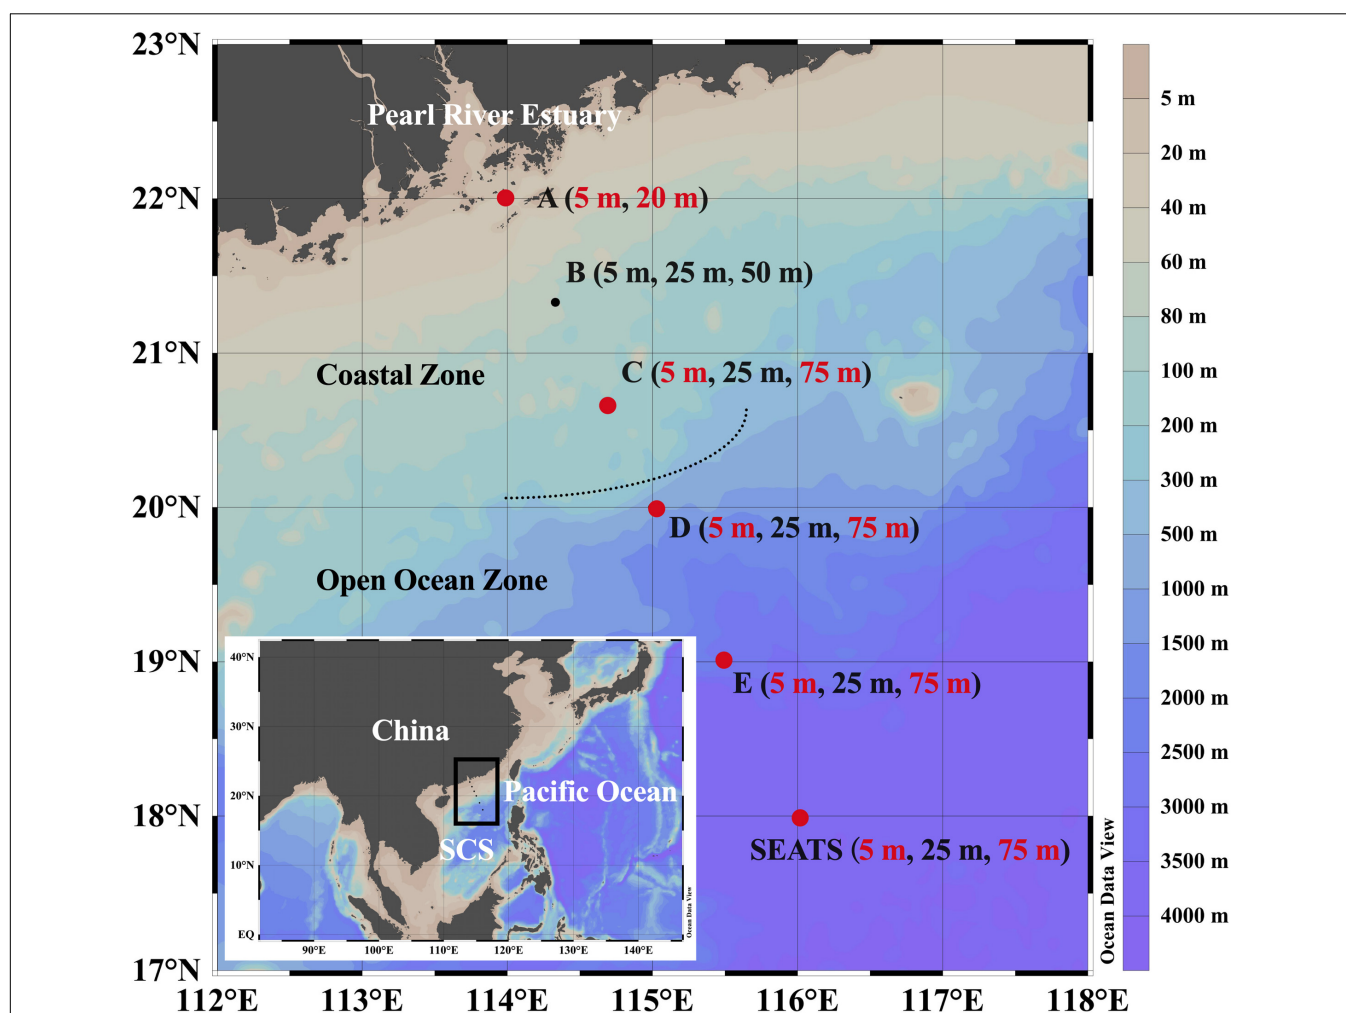 23°N
22°N
21°N
20°N
19°N
18°N
17°N
112°E
113°E
114°E
115°E
116°E
117°E
118°E
Pearl River Estuary
A (5 m, 20 m)
B (5 m, 25 m, 50 m)
Coastal Zone
C (5 m, 25 m, 75 m)
D (5 m, 25 m, 75 m)
Open Ocean Zone
E (5 m, 25 m, 75 m)
SEATS (5 m, 25 m, 75 m)
40°N
30°N
20°N
10°N
EQ
90°E
100°E
110°E
120°E
130°E
140°E
China
Pacific Ocean
SCS
Ocean Data View
Ocean Data View
5 m
20 m
40 m
60 m
80 m
100 m
200 m
300 m
500 m
1000 m
1500 m
2000 m
2500 m
3000 m
3500 m
4000 m